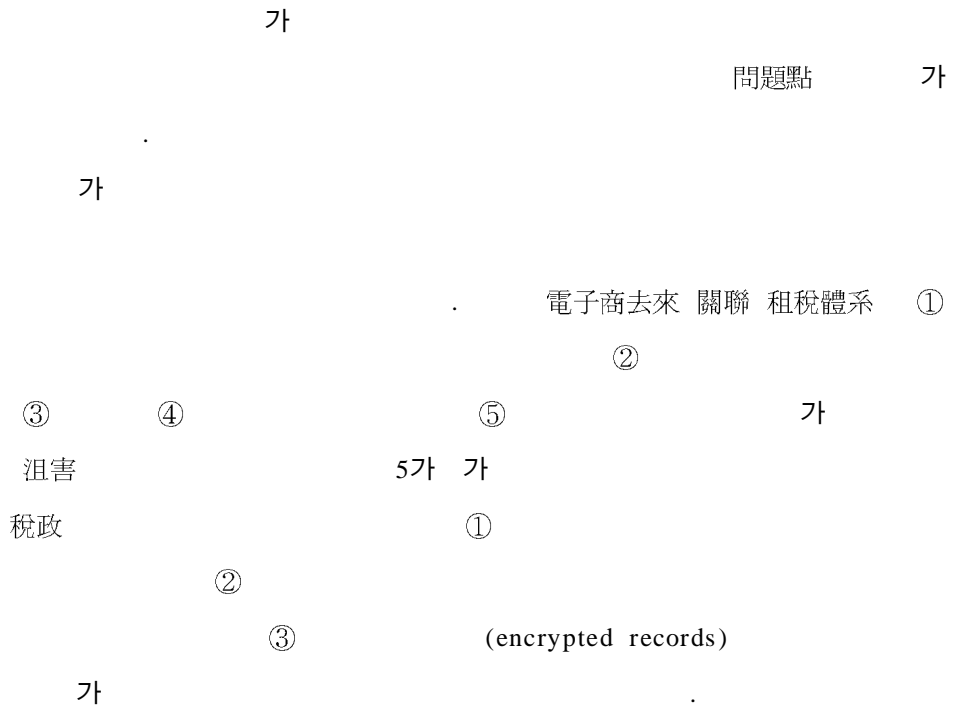 가
問題點 가
.
가
. 電子商去來 關聯 租稅體系 ①
②
③ ④ ⑤ 가
沮害 5가 가
稅政 ①
②
③ (encrypted records)
가 .